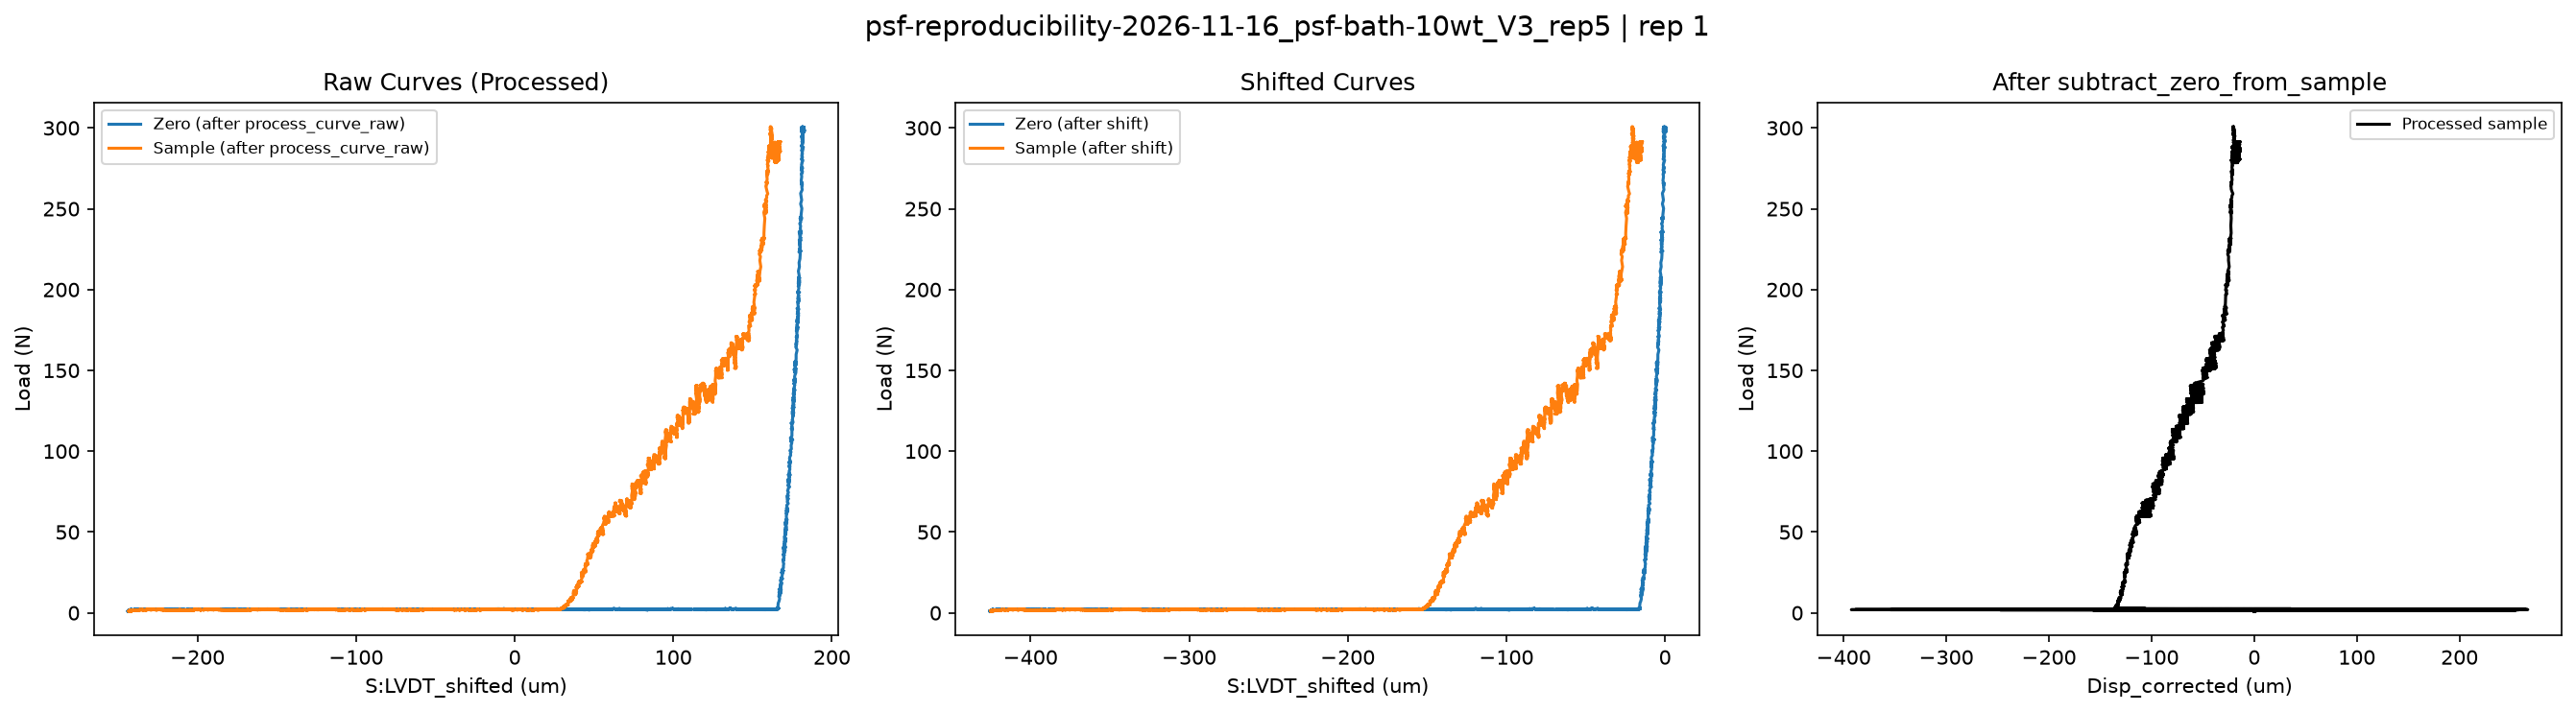 psf-reproducibility-2026-11-16_psf-bath-10wt_V3_rep5 | rep 1
Raw Curves (Processed)
Zero (after process_curve_raw)
Sample (after process_curve_raw)
Load (N)
300
250
200
150
100
50
0
−200
−100
0
100
200
S:LVDT_shifted (um)
Shifted Curves
Zero (after shift)
Sample (after shift)
Load (N)
300
250
200
150
100
50
0
−400
−300
−200
−100
0
S:LVDT_shifted (um)
After subtract_zero_from_sample
Processed sample
Load (N)
300
250
200
150
100
50
0
−400
−300
−200
−100
0
100
200
Disp_corrected (um)